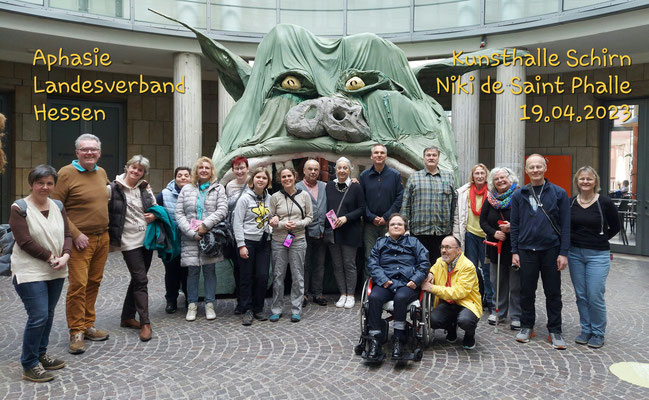 Aphasie
Landesverband
Hessen
Kunsthalle Schirn
Niki de Saint Phalle
19.04.2023